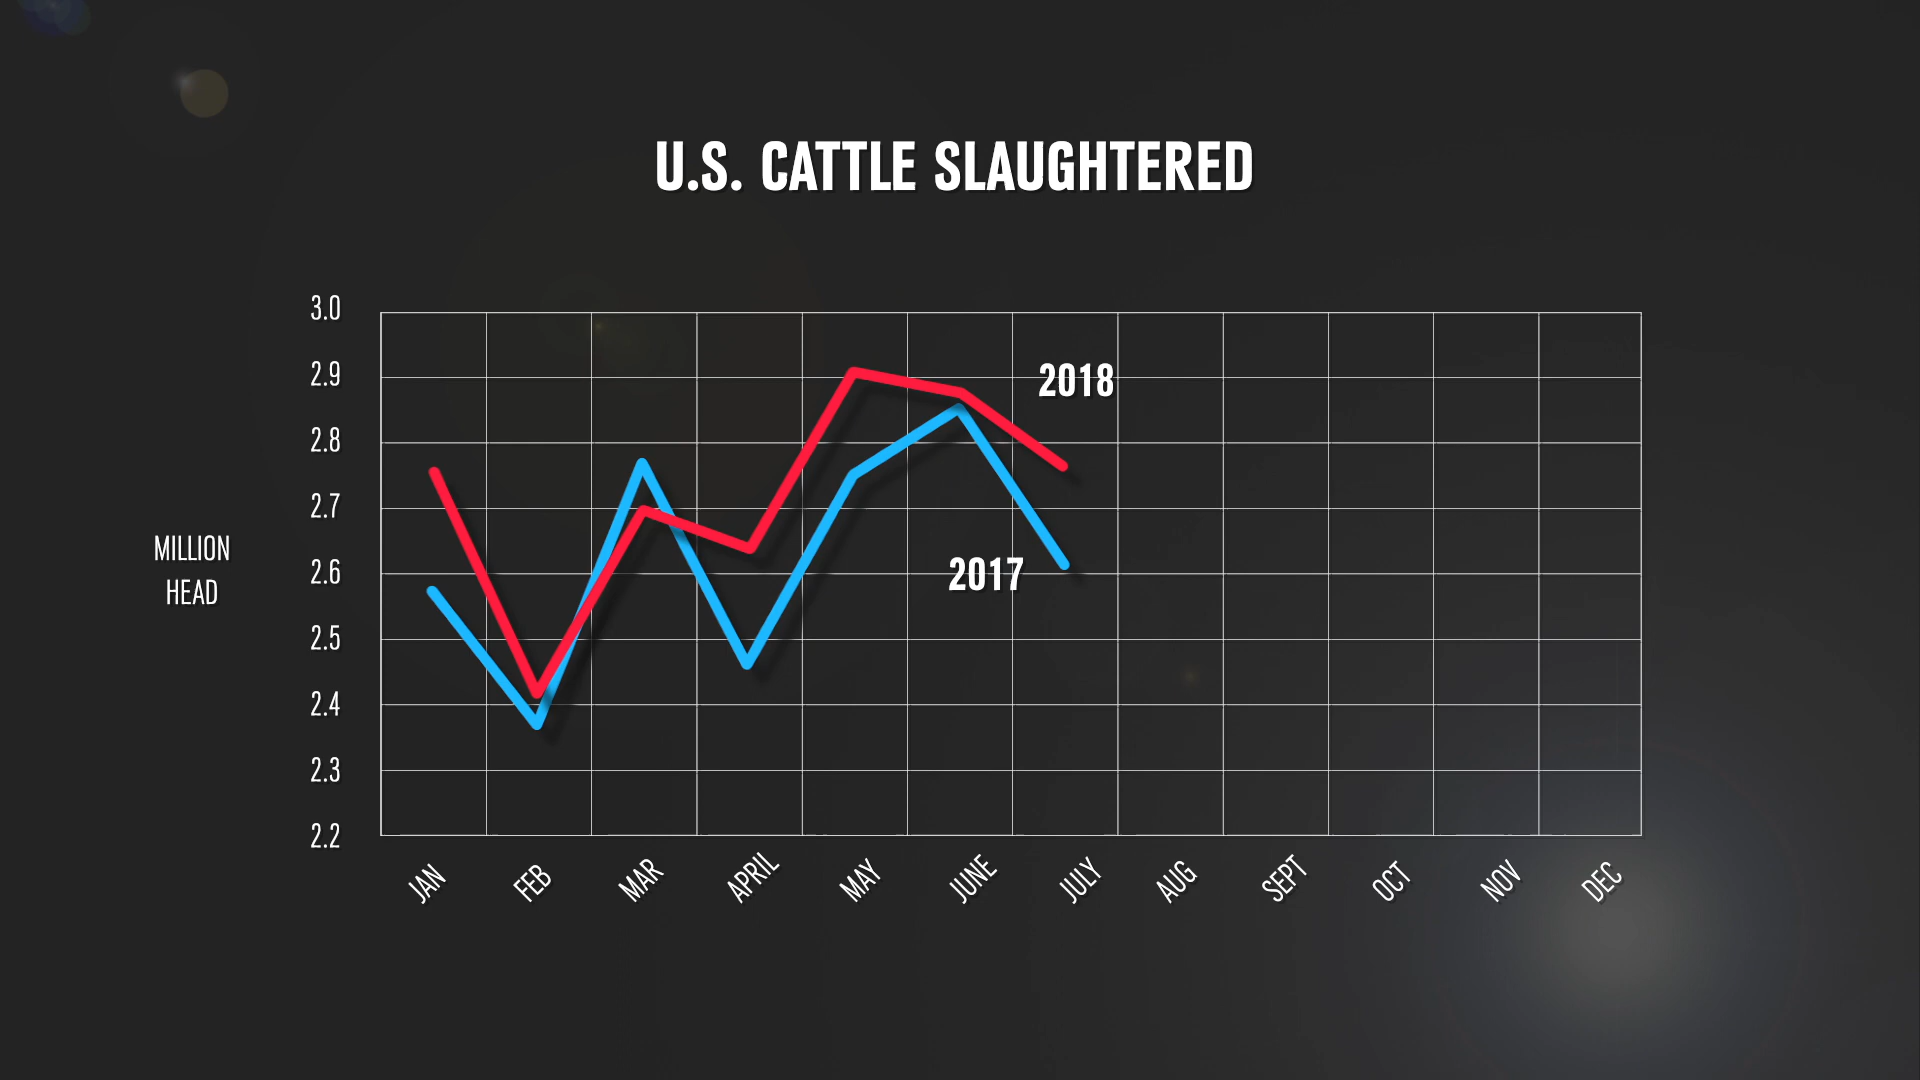 U.S. CATTLE SLAUGHTERED
3.0
2.9
2.8
2.7
2.6
2.5
2.4
2.3
2.2
MILLION
HEAD
2018
2017
JAN
FEB
MAR
APRIL
MAY
JUNE
JULY
AUG
SEPT
OCT
NOV
DEC